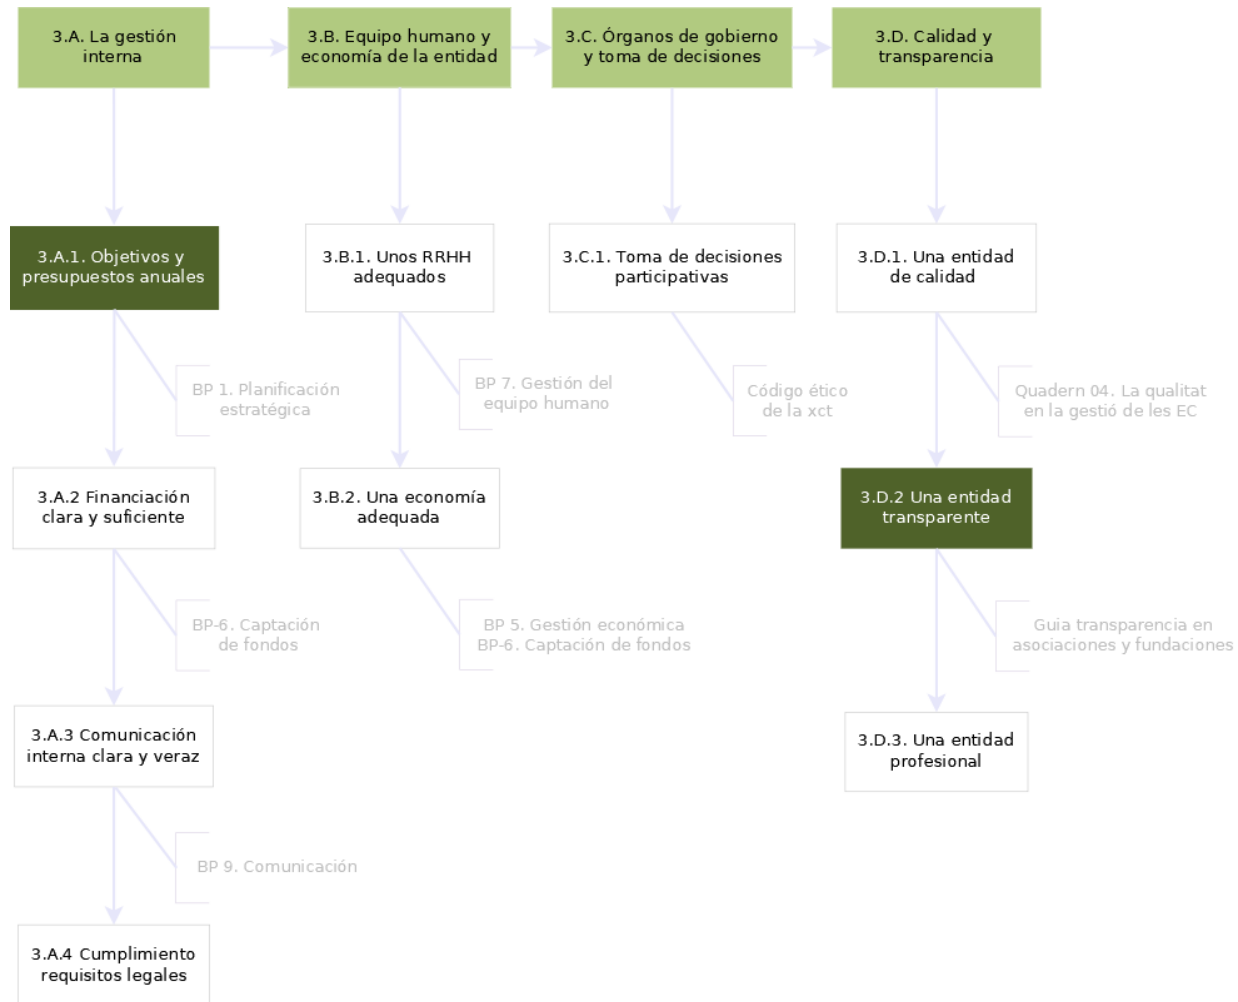 3.A. La gestión
interna
3.B. Equipo humano y
economía de la entidad
3.C. Órganos de gobierno
y toma de decisiones
3.D. Calidad y
transparencia
3.A.1. Objetivos y
presupuestos anuales
3.B.1. Unos RRHH
adequados
3.C.1. Toma de decisiones
participativas
3.D.1. Una entidad
de calidad
BP 1. Planificación
estratégica
BP 7. Gestión del
equipo humano
Código ético
de la xct
Quadern 04. La qualitat
en la gestió de les EC
3.A.2 Financiación
clara y suficiente
3.B.2. Una economía
adequada
3.D.2 Una entidad
transparente
BP-6. Captación
de fondos
BP 5. Gestión económica
BP-6. Captación de fondos
Guia transparencia en
asociaciones y fundaciones
3.A.3 Comunicación
interna clara y veraz
3.D.3. Una entidad
profesional
BP 9. Comunicación
3.A.4 Cumplimiento
requisitos legales